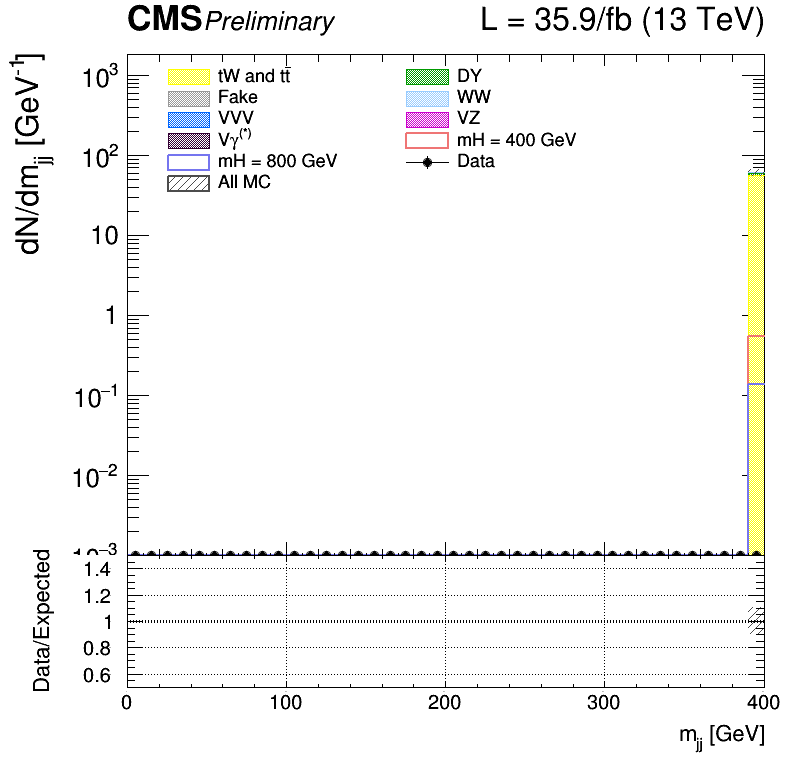 CMS Preliminary L = 35.9/fb (13 TeV)
dN/dm_jj [GeV⁻¹]
10³
10²
10
1
10⁻¹
10⁻²
10⁻³
tW and tt̄ DY
Fake WW
VVV VZ
Vγ⁽*⁾ mH = 400 GeV
mH = 800 GeV Data
All MC
Data/Expected
1.4
1.2
1
0.8
0.6
0 100 200 300 400
m_jj [GeV]